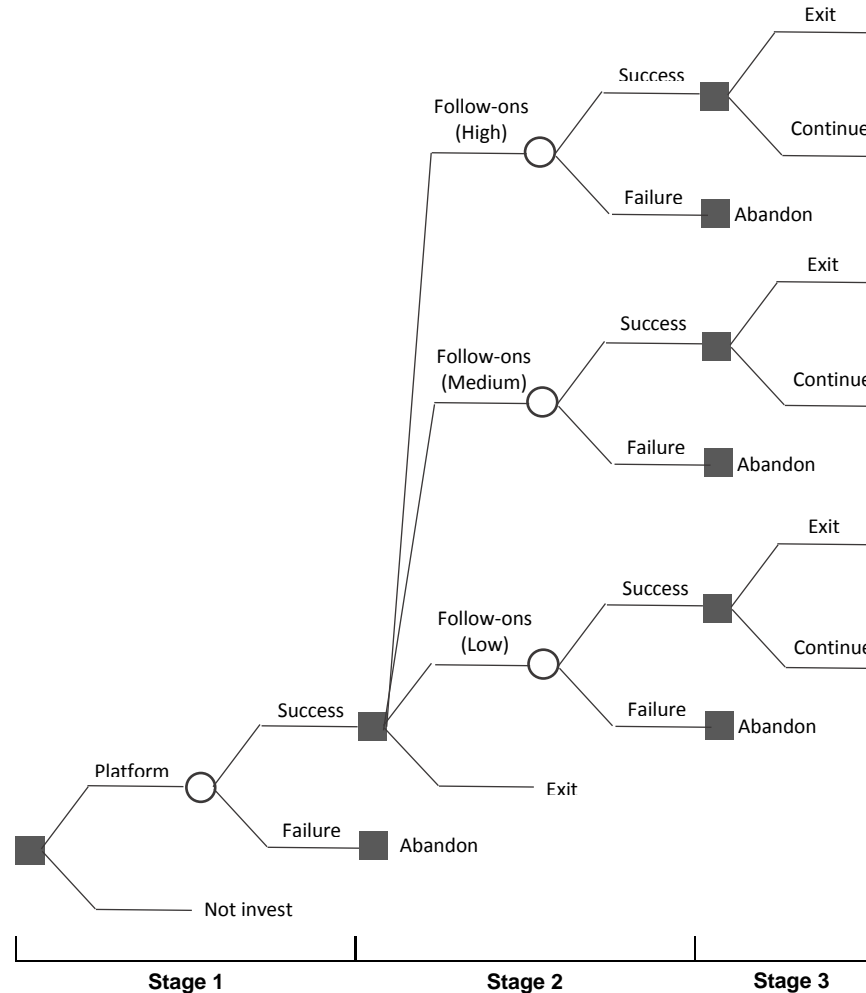 Exit
Success
Follow-ons
(High)
Continue
Failure
Abandon
Exit
Success
Follow-ons
(Medium)
Continue
Failure
Abandon
Exit
Success
Follow-ons
(Low)
Continue
Failure
Abandon
Success
Platform
Exit
Failure
Abandon
Not invest
Stage 1
Stage 2
Stage 3